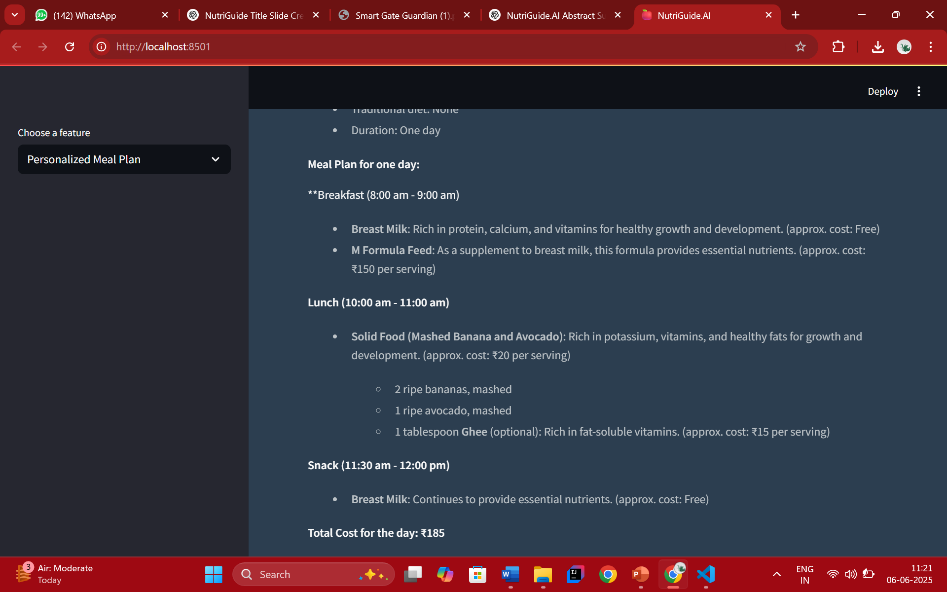 (142) WhatsApp
NutriGuide Title Slide Cre
Smart Gate Guardian (1).
NutriGuide.AI Abstract Su
NutriGuide.AI
http://localhost:8501
Deploy
Choose a feature
Personalized Meal Plan
Traditional diet: None
Duration: One day
Meal Plan for one day:
**Breakfast (8:00 am - 9:00 am)
Breast Milk: Rich in protein, calcium, and vitamins for healthy growth and development. (approx. cost: Free)
M Formula Feed: As a supplement to breast milk, this formula provides essential nutrients. (approx. cost:
₹150 per serving)
Lunch (10:00 am - 11:00 am)
Solid Food (Mashed Banana and Avocado): Rich in potassium, vitamins, and healthy fats for growth and
development. (approx. cost: ₹20 per serving)
2 ripe bananas, mashed
1 ripe avocado, mashed
1 tablespoon Ghee (optional): Rich in fat-soluble vitamins. (approx. cost: ₹15 per serving)
Snack (11:30 am - 12:00 pm)
Breast Milk: Continues to provide essential nutrients. (approx. cost: Free)
Total Cost for the day: ₹185
3
Air: Moderate
Today
Search
ENG
IN
11:21
06-06-2025